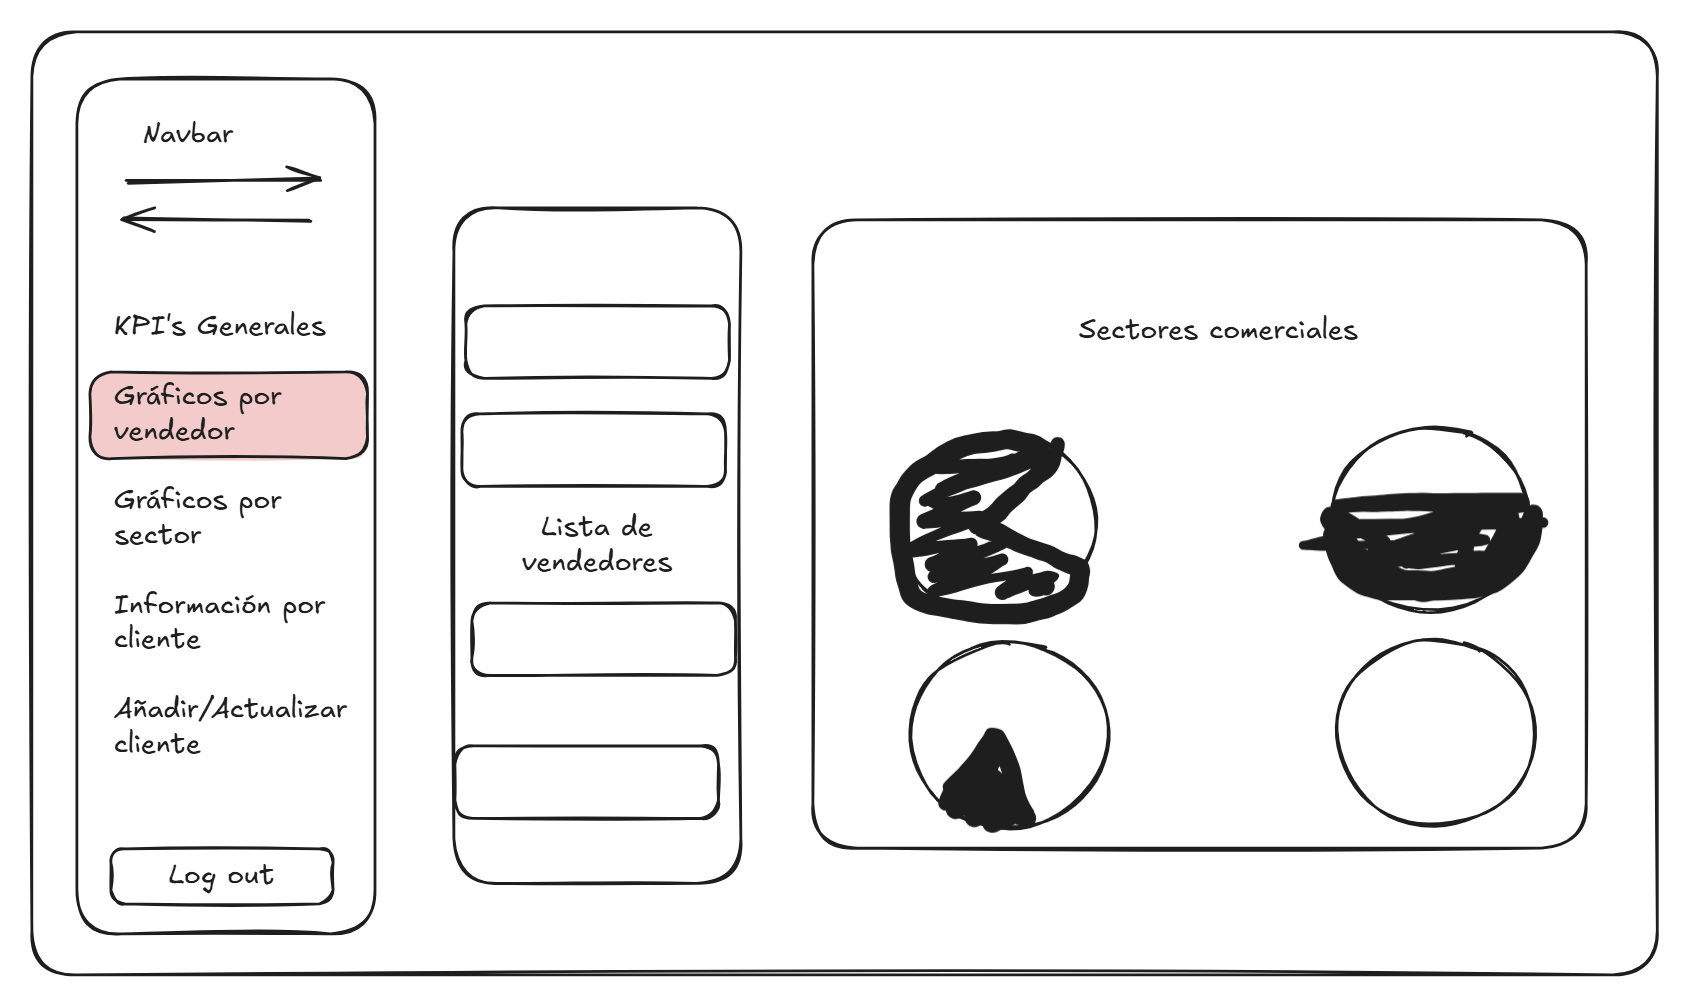 Navbar
KPI's Generales
Gráficos por
vendedor
Gráficos por
sector
Información por
cliente
Añadir/Actualizar
cliente
Log out
Lista de
vendedores
Sectores comerciales